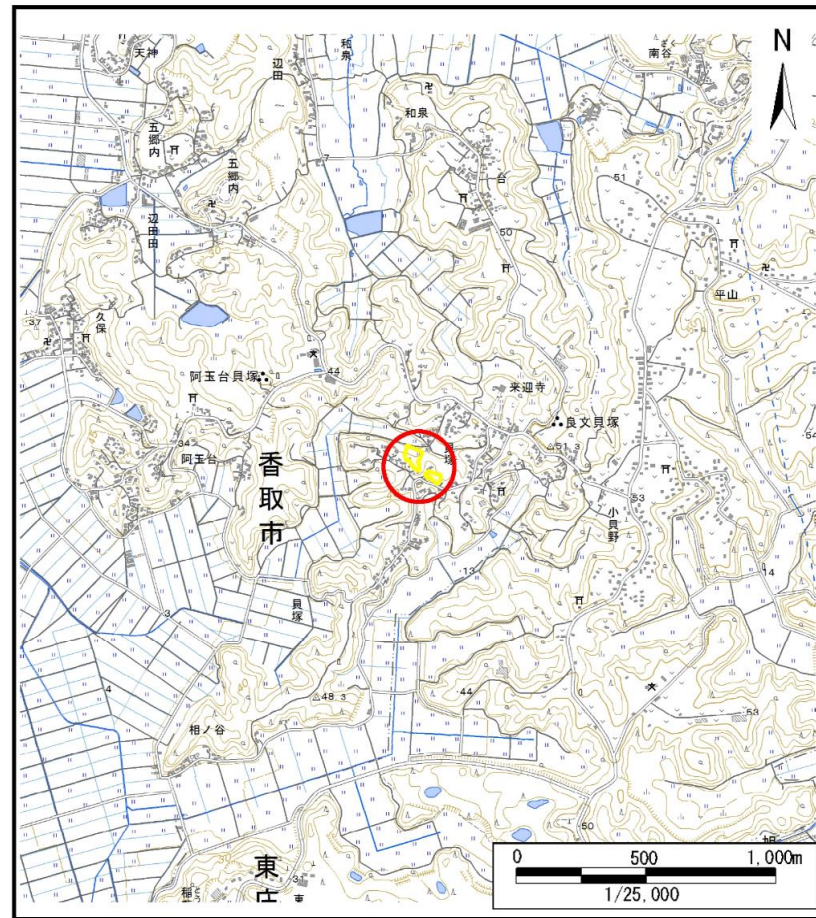 天神
辺田
和泉
南谷
N
五郷内
五郷内
和泉
台
7
51
50
辺田田
平山
37
久保
阿玉台貝塚
44
来迎寺
良文貝塚
34
阿玉台
貝塚
51.3
54
香取市
53
小貝野
13
14
3
貝塚
4
48.3
44
相ノ谷
53
50
東庄
31
東
旭
0 500 1,000m
1/25,000